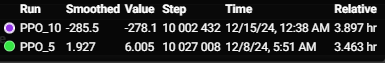 Run Smoothed Value Step Time Relative
PPO_10 -285.5 -278.1 10 002 432 12/15/24, 12:38 AM 3.897 hr
PPO_5 1.927 6.005 10 027 008 12/8/24, 5:51 AM 3.463 hr